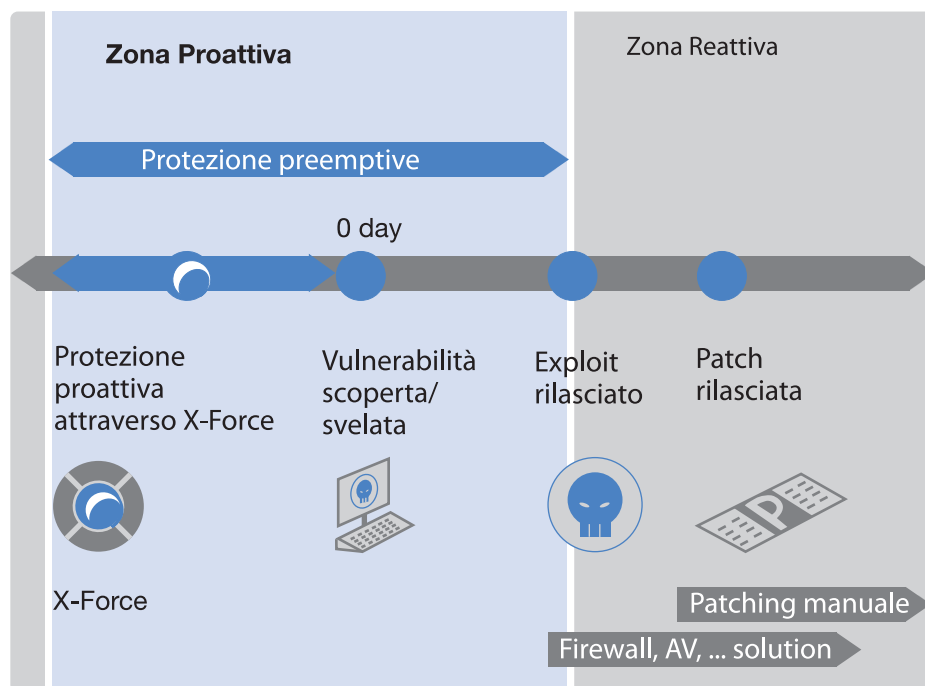 Zona Proattiva
Zona Reattiva
Protezione preemptive
0 day
Protezione
proattiva
attraverso X-Force
Vulnerabilità
scoperta/
svelata
Exploit
rilasciato
Patch
rilasciata
P
X-Force
Patching manuale
Firewall, AV, ... solution